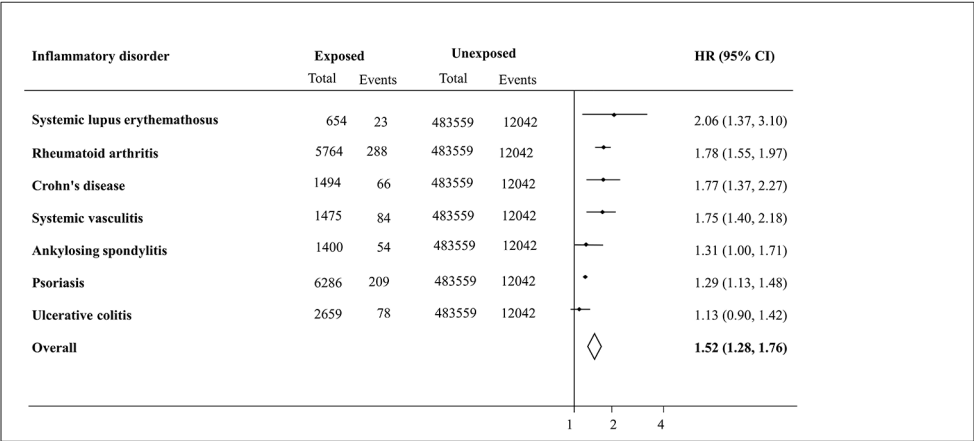 Inflammatory disorder Exposed Unexposed HR (95% CI)
Total Events Total Events
Systemic lupus erythemathosus 654 23 483559 12042 2.06 (1.37, 3.10)
Rheumatoid arthritis 5764 288 483559 12042 1.78 (1.55, 1.97)
Crohn's disease 1494 66 483559 12042 1.77 (1.37, 2.27)
Systemic vasculitis 1475 84 483559 12042 1.75 (1.40, 2.18)
Ankylosing spondylitis 1400 54 483559 12042 1.31 (1.00, 1.71)
Psoriasis 6286 209 483559 12042 1.29 (1.13, 1.48)
Ulcerative colitis 2659 78 483559 12042 1.13 (0.90, 1.42)
Overall 1.52 (1.28, 1.76)
1 2 4